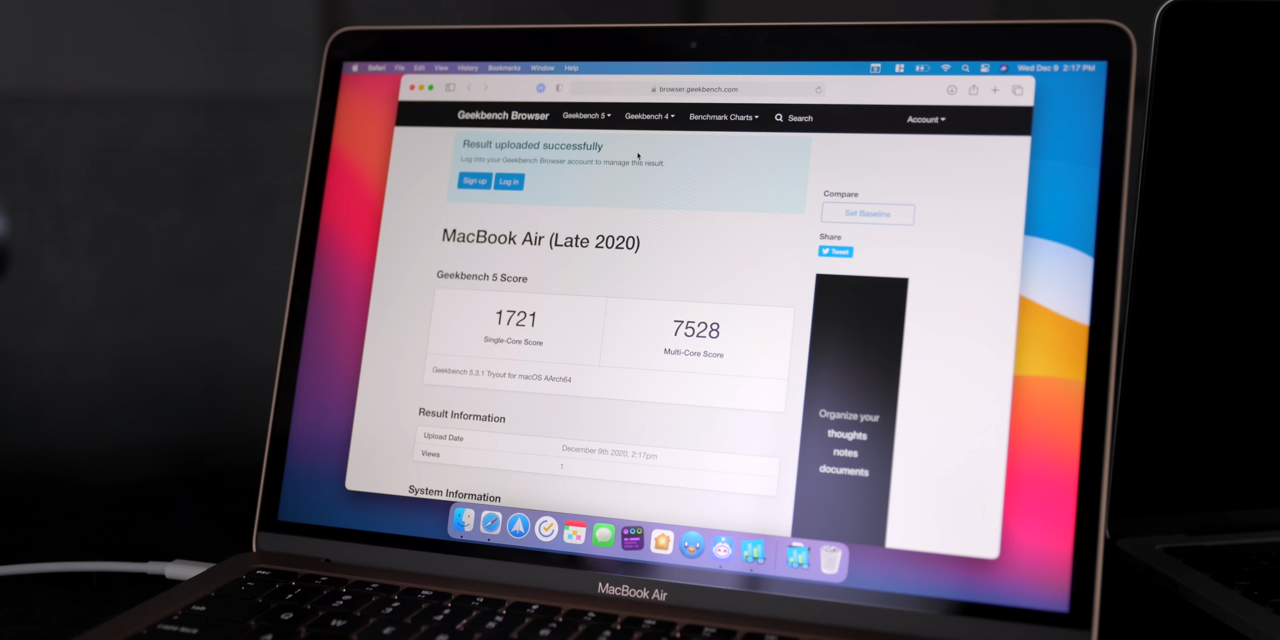 Safari File Edit View History Bookmarks Window Help Wed Dec 9 2:17 PM
browser.geekbench.com
Geekbench Browser Geekbench 5 Geekbench 4 Benchmark Charts Search Account
Result uploaded successfully
Log into your Geekbench Browser account to manage this result.
Sign up Log in
Compare
Set Baseline
Share
Tweet
MacBook Air (Late 2020)
Geekbench 5 Score
1721
Single-Core Score
7528
Multi-Core Score
Geekbench 5.3.1 Tryout for macOS AArch64
Result Information
Upload Date December 9th 2020, 2:17pm
Views 1
System Information
Organize your
thoughts
notes
documents
MacBook Air
esc
tab
Q
W
E